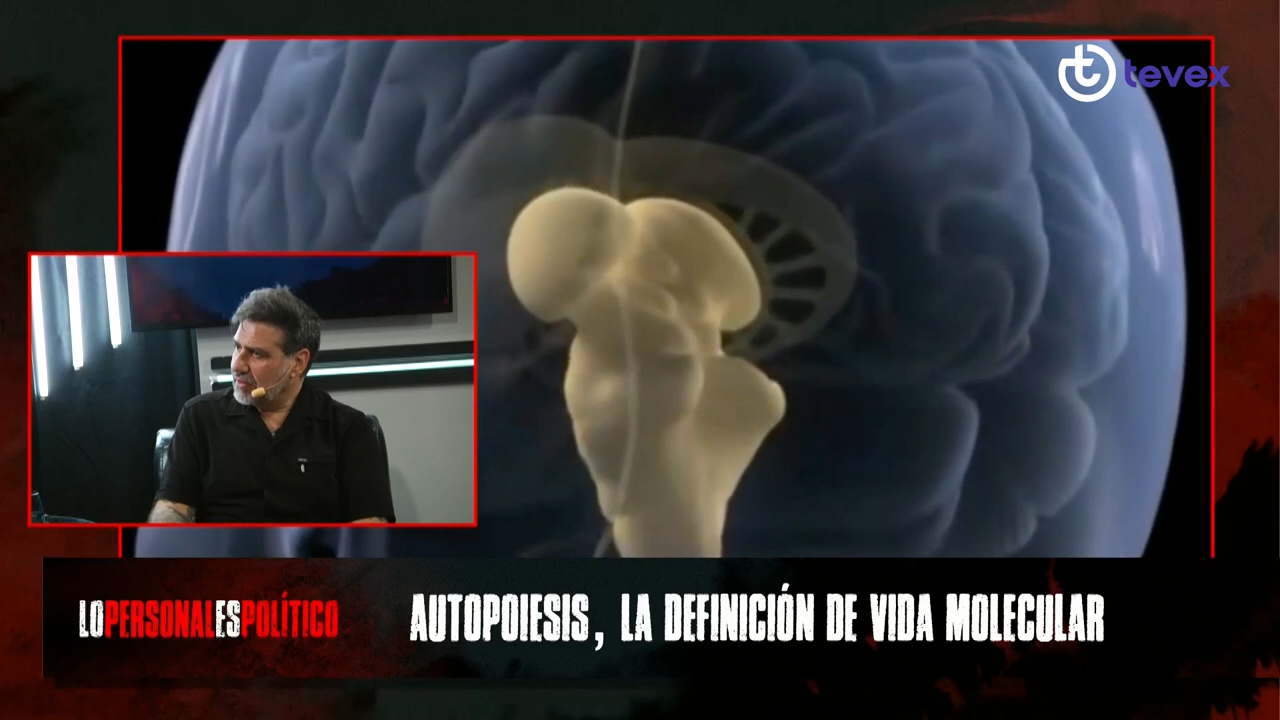 tevex
LOPERSONALESPOLÍTICO
AUTOPOIESIS, LA DEFINICIÓN DE VIDA MOLECULAR